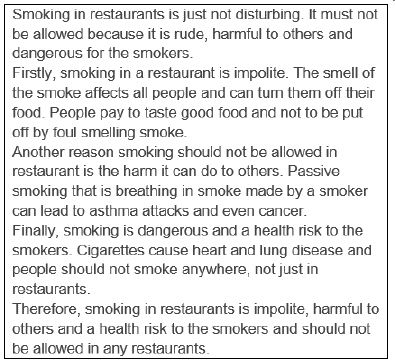 Smoking in restaurants is just not disturbing. It must not
be allowed because it is rude, harmful to others and
dangerous for the smokers.
Firstly, smoking in a restaurant is impolite. The smell of
the smoke affects all people and can turn them off their
food. People pay to taste good food and not to be put
off by foul smelling smoke.
Another reason smoking should not be allowed in
restaurant is the harm it can do to others. Passive
smoking that is breathing in smoke made by a smoker
can lead to asthma attacks and even cancer.
Finally, smoking is dangerous and a health risk to the
smokers. Cigarettes cause heart and lung disease and
people should not smoke anywhere, not just in
restaurants.
Therefore, smoking in restaurants is impolite, harmful to
others and a health risk to the smokers and should not
be allowed in any restaurants.